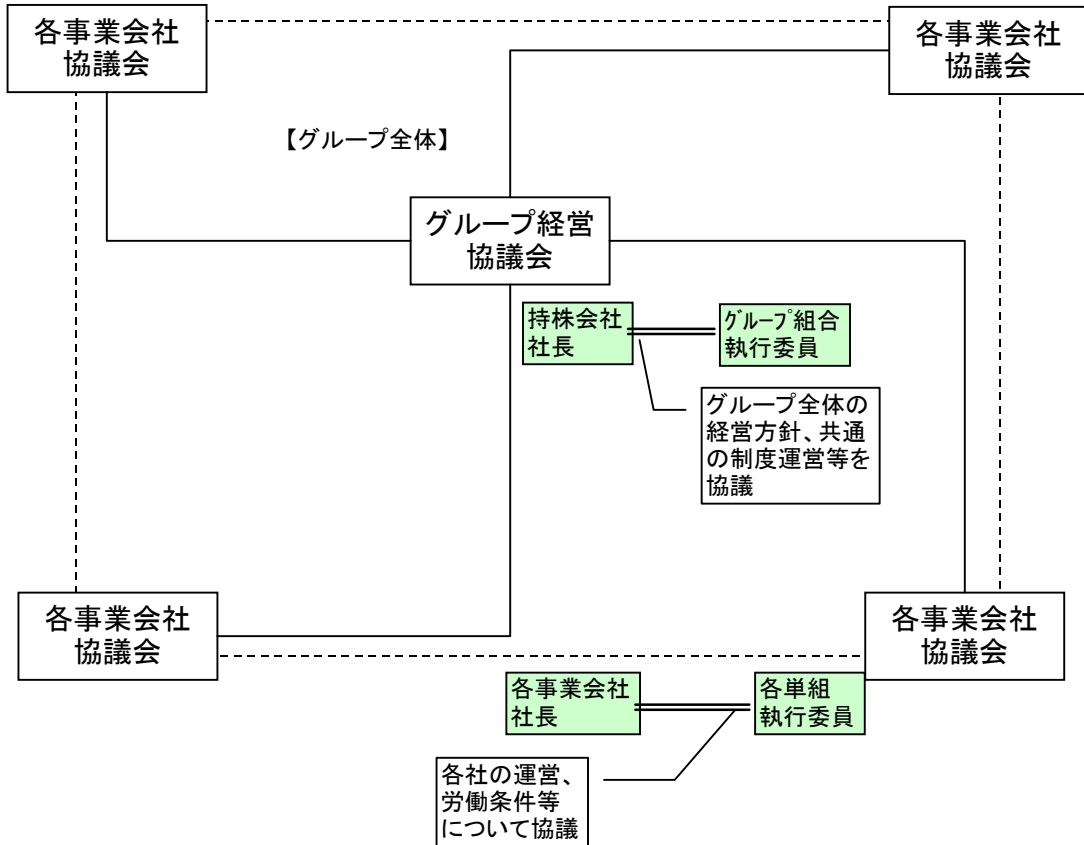 各事業会社
協議会
各事業会社
協議会
【グループ全体】
グループ経営
協議会
持株会社
社長
グループ組合
執行委員
グループ全体の
経営方針、共通
の制度運営等を
協議
各事業会社
協議会
各事業会社
協議会
各事業会社
社長
各単組
執行委員
各社の運営、
労働条件等
について協議